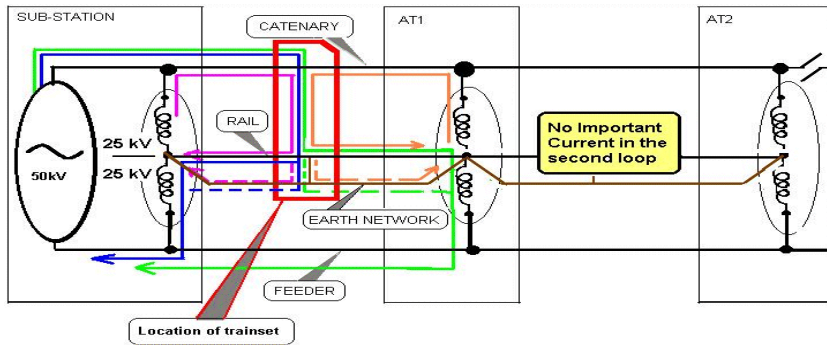 SUB-STATION
CATENARY
AT1
AT2
RAIL
25 kV
50kV
25 kV
No Important
Current in the
second loop
EARTH NETWORK
FEEDER
Location of trainset